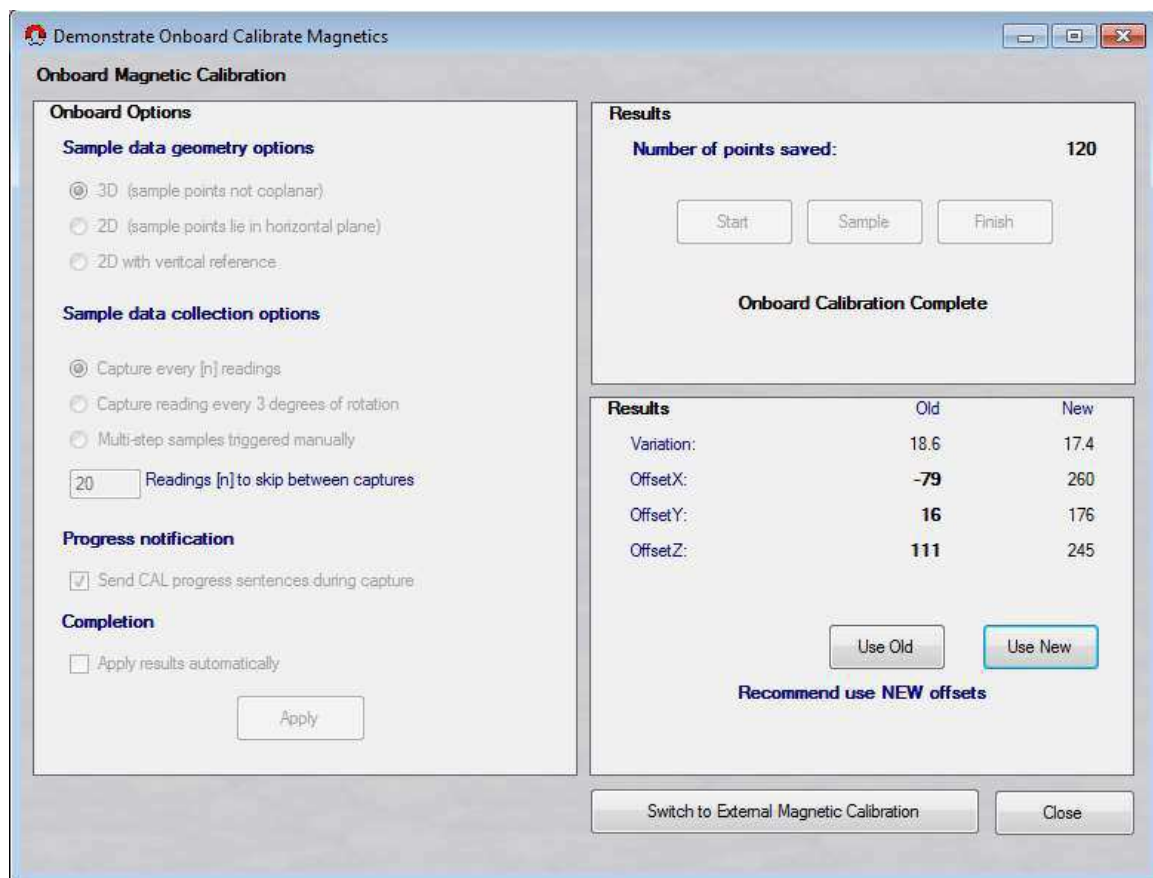 Demonstrate Onboard Calibrate Magnetics
Onboard Magnetic Calibration
Onboard Options
Sample data geometry options
3D (sample points not coplanar)
2D (sample points lie in horizontal plane)
2D with veritcal reference
Sample data collection options
Capture every [n] readings
Capture reading every 3 degrees of rotation
Multi-step samples triggered manually
20 Readings [n] to skip between captures
Progress notification
Send CAL progress sentences during capture
Completion
Apply results automatically
Apply
Results
Number of points saved: 120
Start Sample Finish
Onboard Calibration Complete
Results Old New
Variation: 18.6 17.4
OffsetX: -79 260
OffsetY: 16 176
OffsetZ: 111 245
Use Old Use New
Recommend use NEW offsets
Switch to External Magnetic Calibration Close